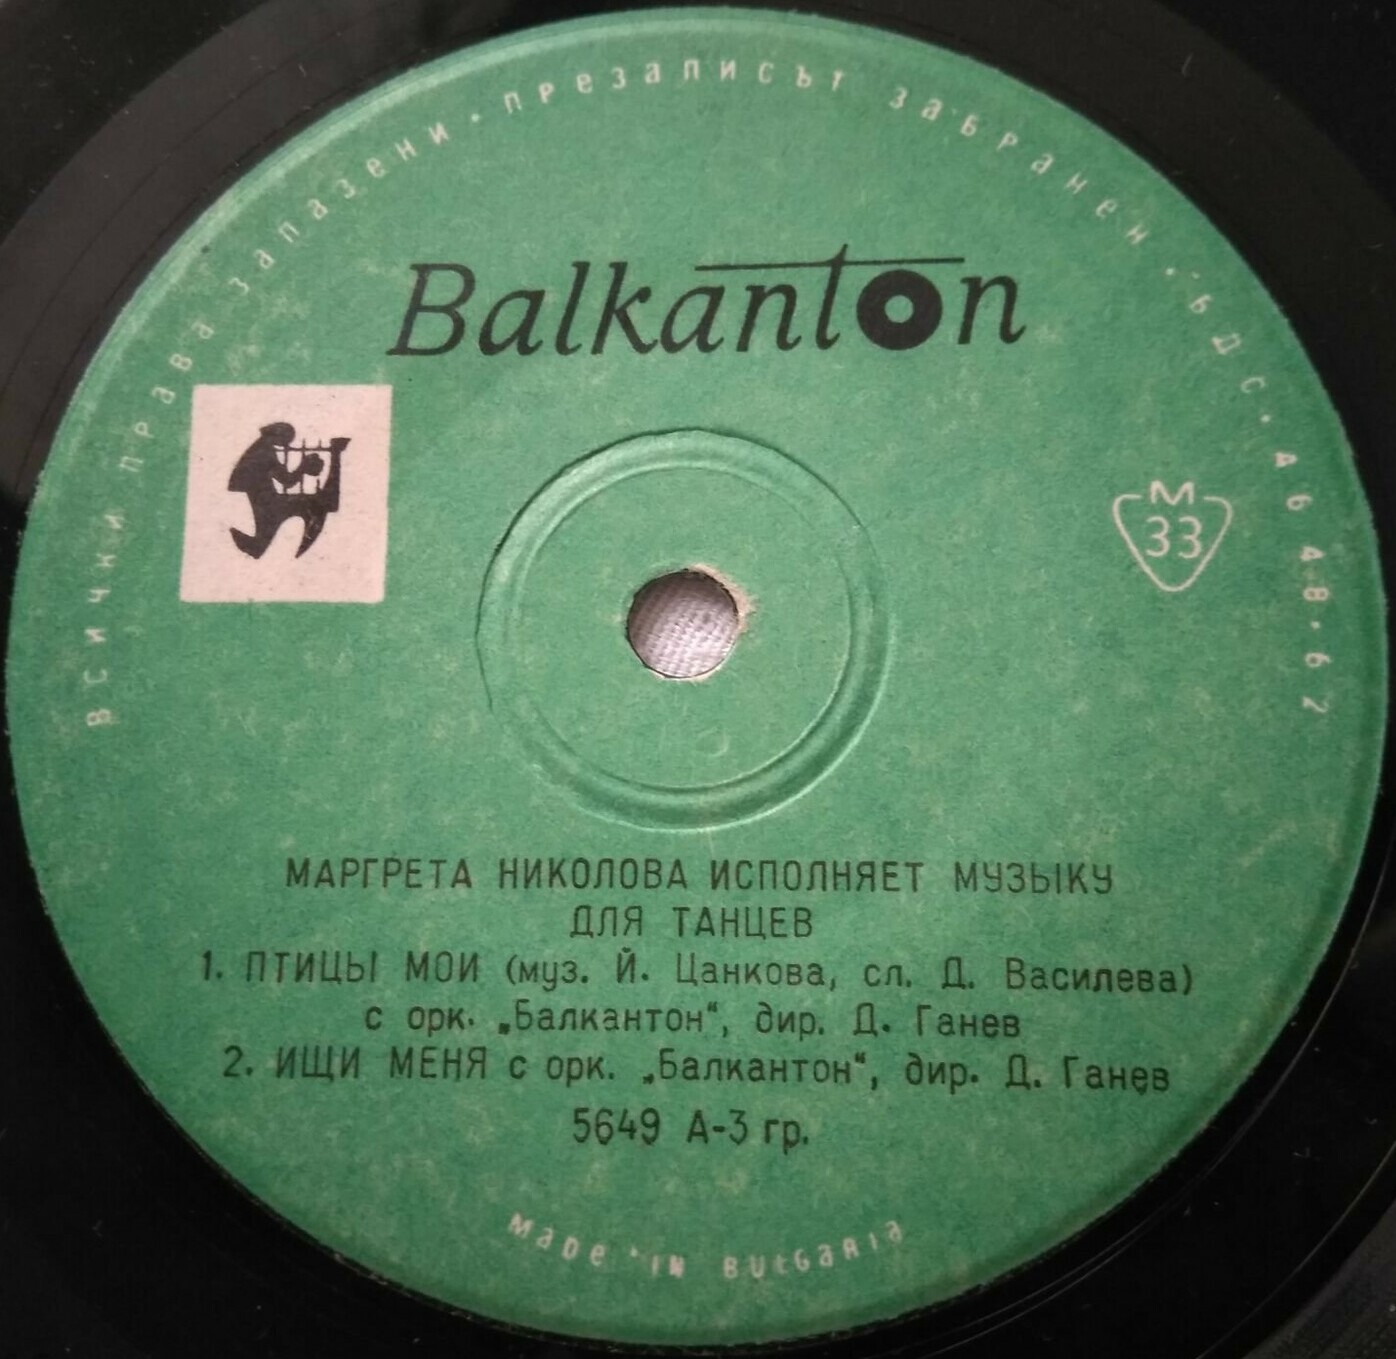 Всички права запазени · презаписът забранен · БДС · 4648·62
Balkanton
М
33
МАРГРЕТА НИКОЛОВА ИСПОЛНЯЕТ МУЗЫКУ
ДЛЯ ТАНЦЕВ
1. ПТИЦЫ МОИ (муз. Й. Цанкова, сл. Д. Василева)
с орк. „Балкантон“, дир. Д. Ганев
2. ИЩИ МЕНЯ с орк. „Балкантон“, дир. Д. Ганев
5649 А-3 гр.
Made in Bulgaria